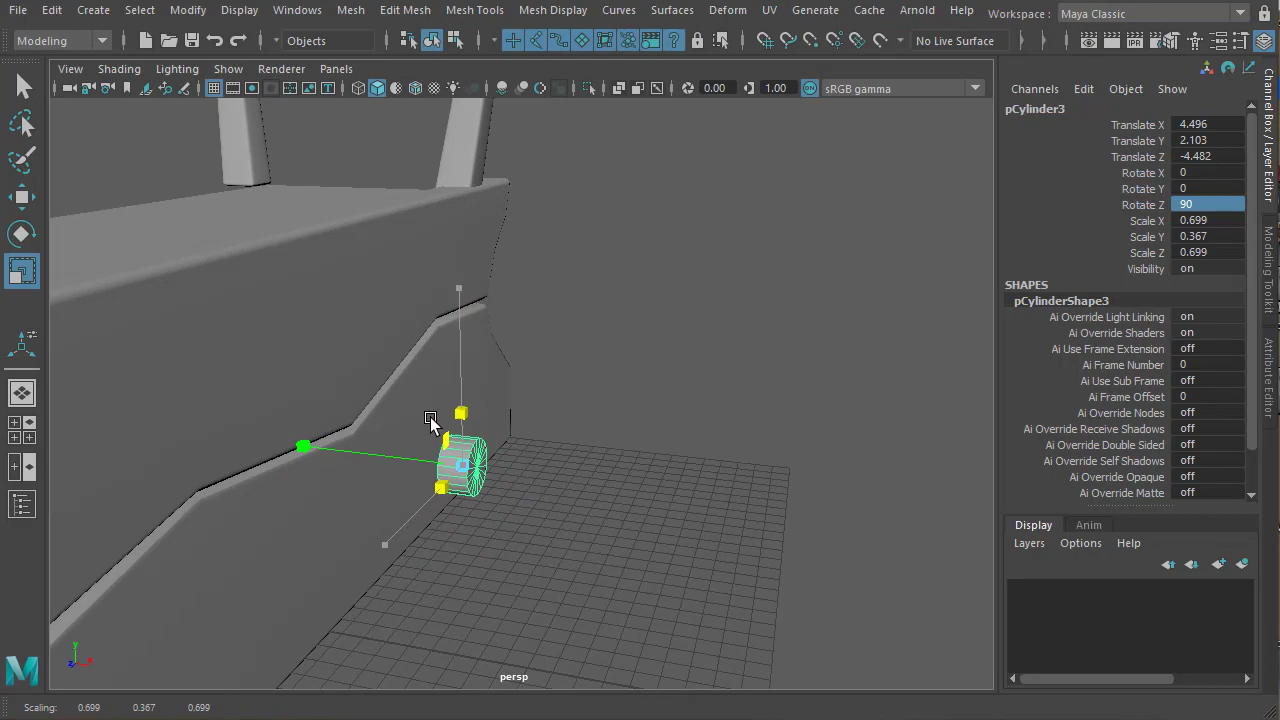 File Edit Create Select Modify Display Windows Mesh Edit Mesh Mesh Tools Mesh Display Curves Surfaces Deform UV Generate Cache Arnold Help Workspace : Maya Classic
Modeling Objects No Live Surface
View Shading Lighting Show Renderer Panels
0.00 1.00 sRGB gamma
Channels Edit Object Show
pCylinder3
Translate X 4.496
Translate Y 2.103
Translate Z -4.482
Rotate X 0
Rotate Y 0
Rotate Z 90
Scale X 0.699
Scale Y 0.367
Scale Z 0.699
Visibility on
SHAPES
pCylinderShape3
Ai Override Light Linking on
Ai Override Shaders on
Ai Use Frame Extension off
Ai Frame Number 0
Ai Use Sub Frame off
Ai Frame Offset 0
Ai Override Nodes off
Ai Override Receive Shadows off
Ai Override Double Sided off
Ai Override Self Shadows off
Ai Override Opaque off
Ai Override Matte off
Display Anim
Layers Options Help
Channel Box / Layer Editor
Modeling Toolkit
Attribute Editor
y
z x
persp
M
Scaling: 0.699 0.367 0.699